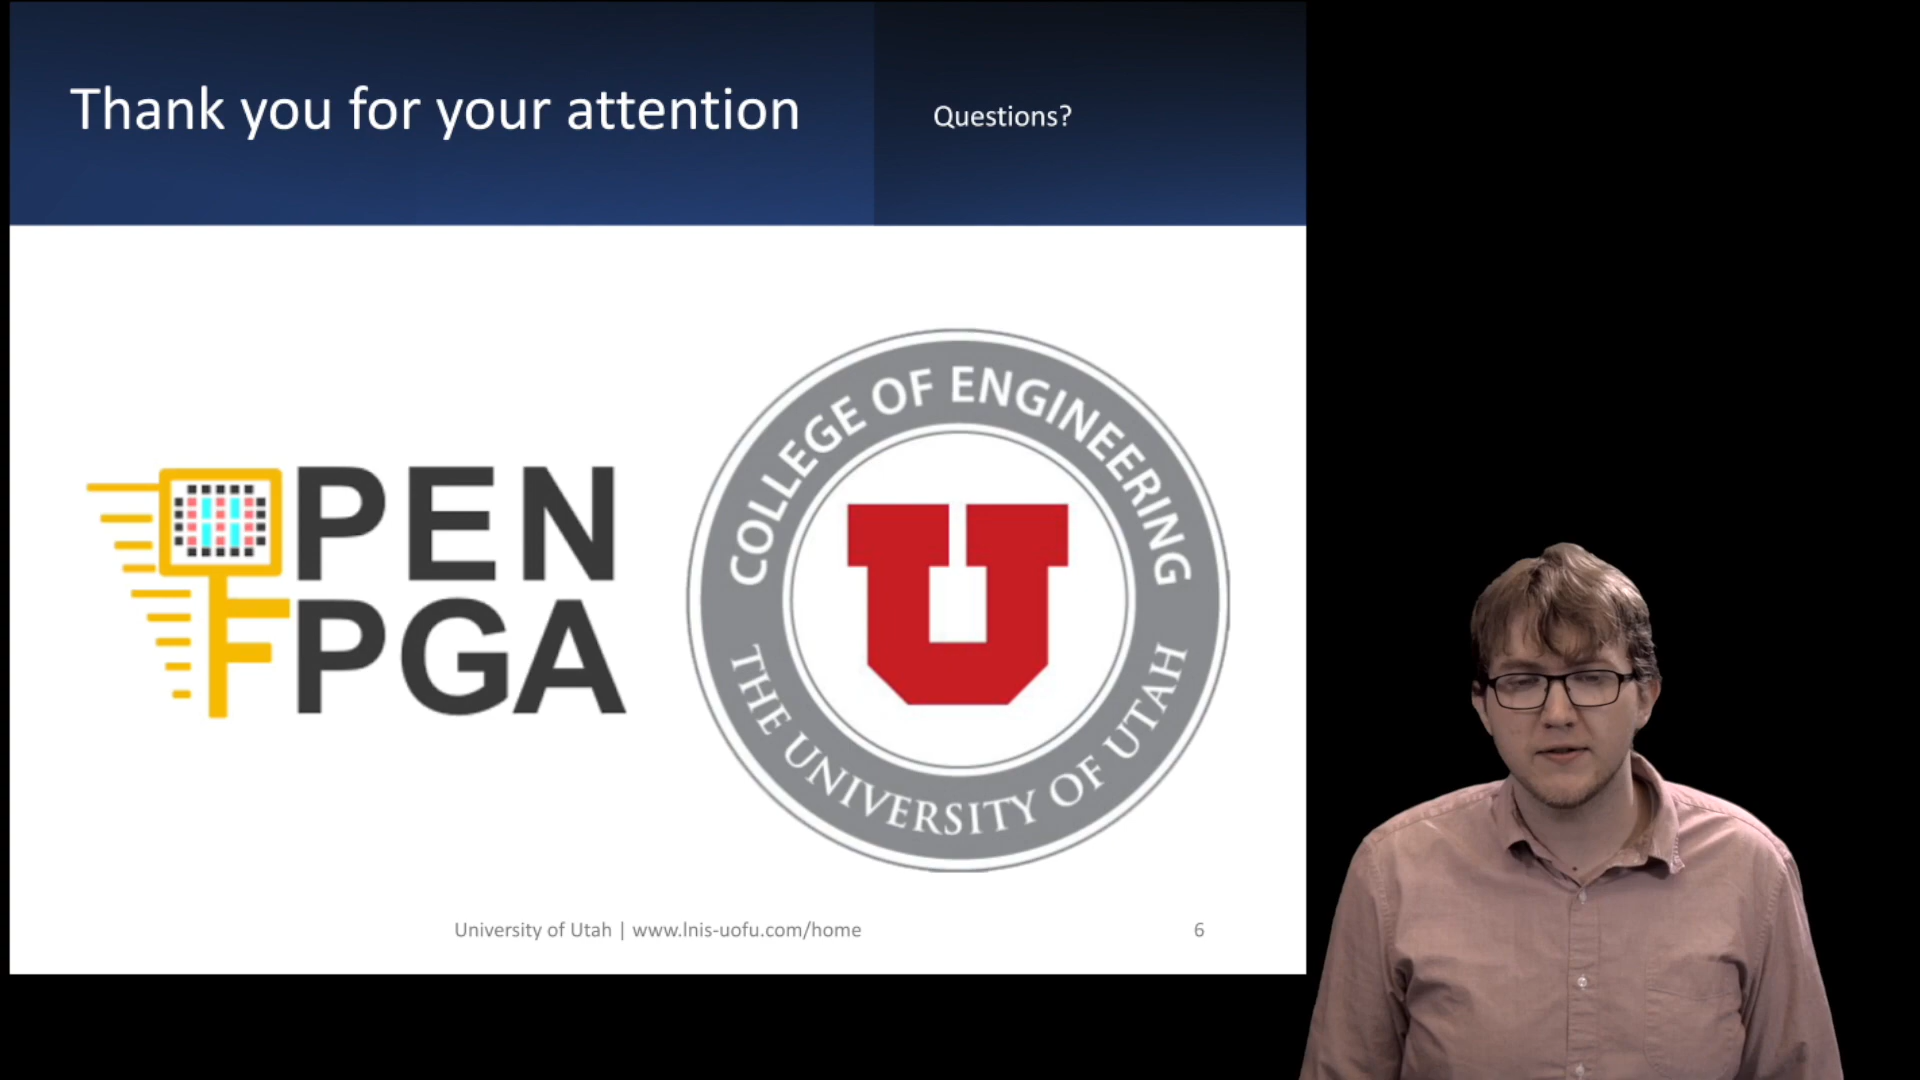 Thank you for your attention
Questions?
OPEN
FPGA
COLLEGE OF ENGINEERING
U
THE UNIVERSITY OF UTAH
University of Utah | www.lnis-uofu.com/home
6